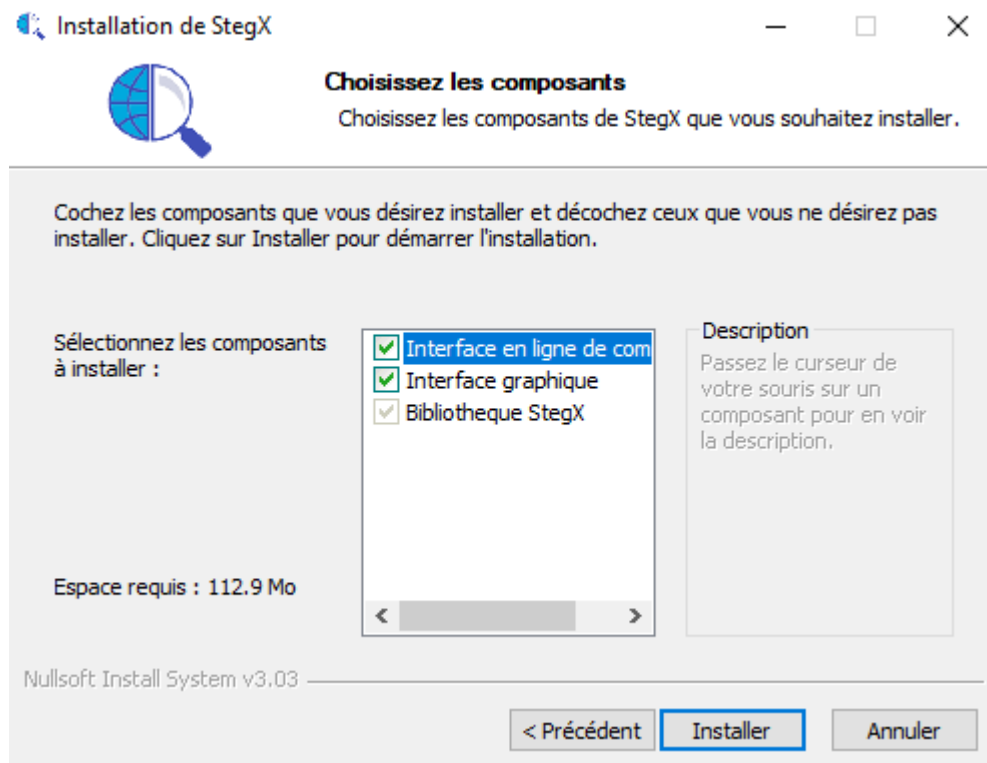 Installation de StegX
Choisissez les composants
Choisissez les composants de StegX que vous souhaitez installer.
Cochez les composants que vous désirez installer et décochez ceux que vous ne désirez pas
installer. Cliquez sur Installer pour démarrer l'installation.
Sélectionnez les composants
à installer :
Interface en ligne de com
Interface graphique
Bibliotheque StegX
Description
Passez le curseur de
votre souris sur un
composant pour en voir
la description.
Espace requis : 112.9 Mo
Nullsoft Install System v3.03
< Précédent
Installer
Annuler